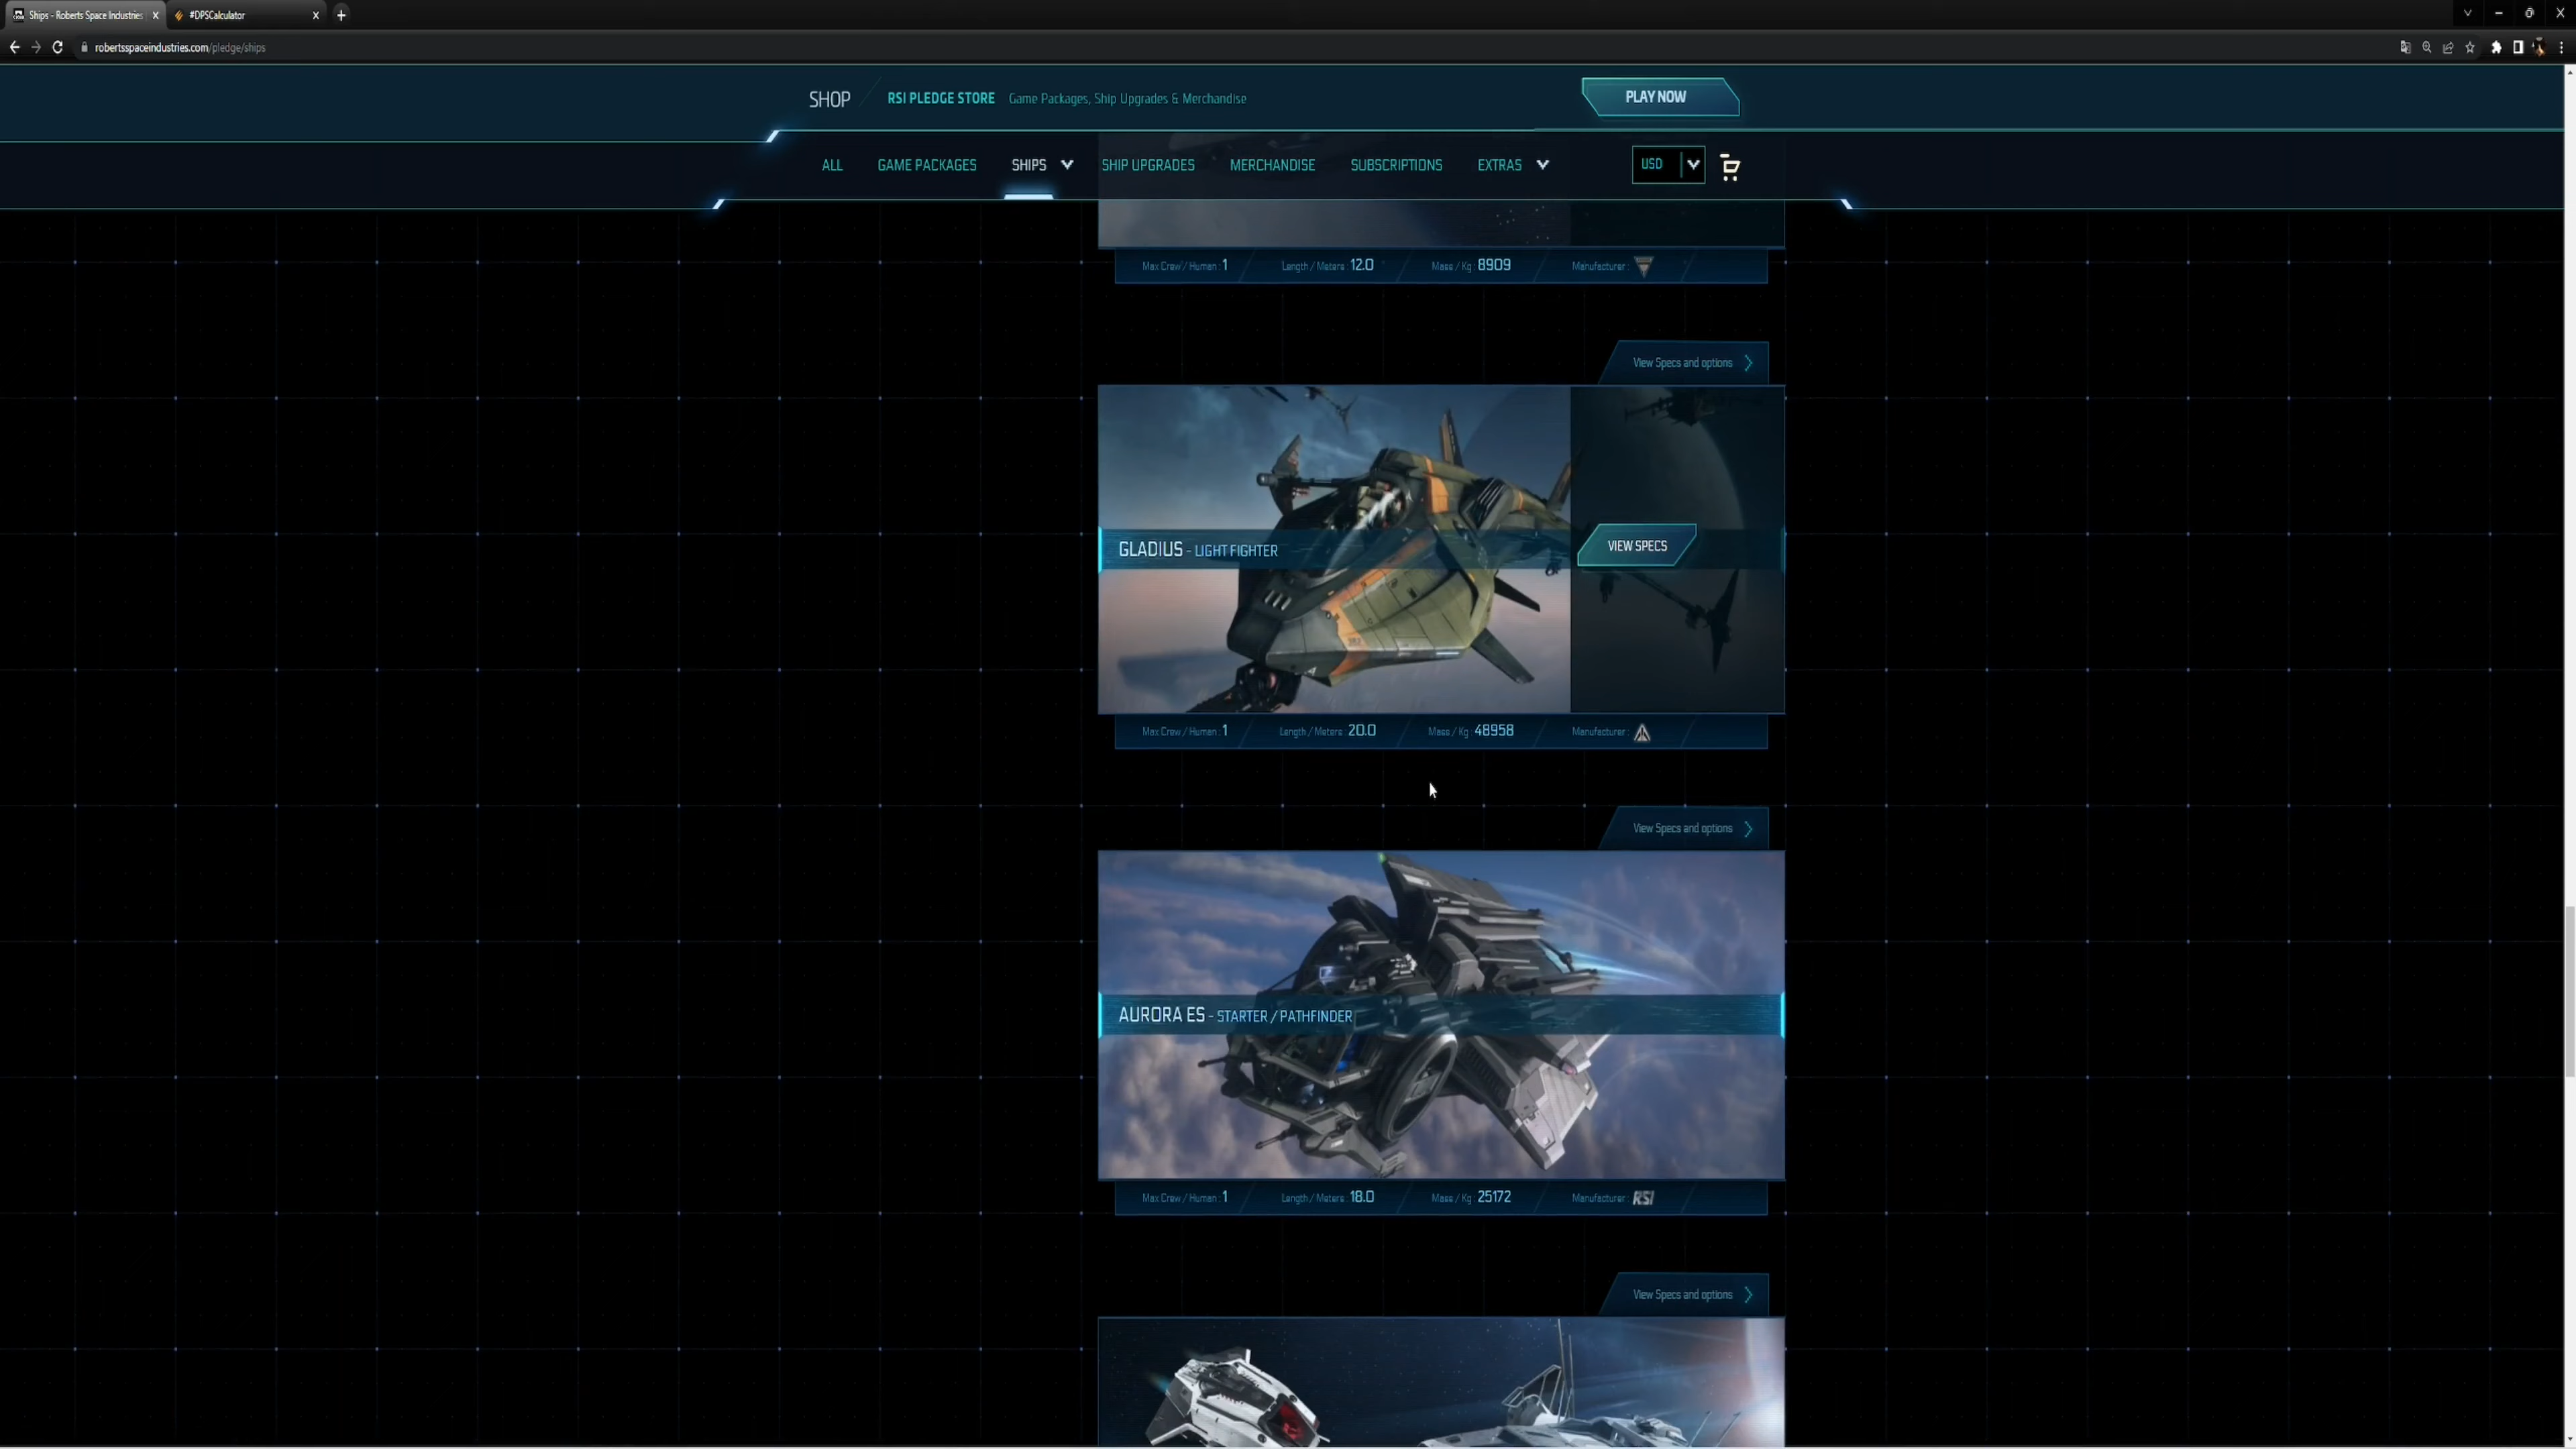 Ships - Roberts Space Industries
#DPSCalculator
robertsspaceindustries.com/pledge/ships
SHOP
RSI PLEDGE STORE
Game Packages, Ship Upgrades & Merchandise
PLAY NOW
ALL
GAME PACKAGES
SHIPS
SHIP UPGRADES
MERCHANDISE
SUBSCRIPTIONS
EXTRAS
USD
Max Crew / Human : 1
Length / Meters : 12.0
Mass / Kg : 8909
Manufacturer :
View Specs and options
GLADIUS - LIGHT FIGHTER
VIEW SPECS
Max Crew / Human : 1
Length / Meters : 20.0
Mass / Kg : 48958
Manufacturer :
View Specs and options
AURORA ES - STARTER / PATHFINDER
Max Crew / Human : 1
Length / Meters : 18.0
Mass / Kg : 25172
Manufacturer : RSI
View Specs and options